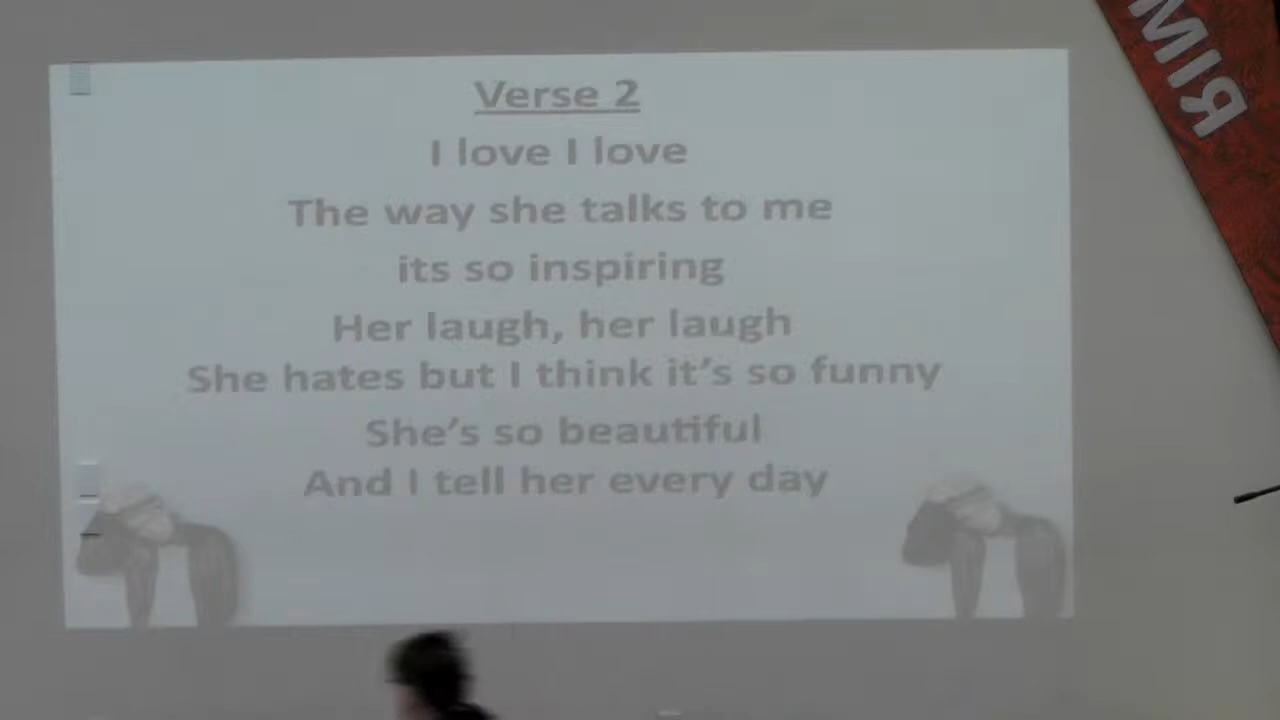 Verse 2
I love I love
The way she talks to me
its so inspiring
Her laugh, her laugh
She hates but I think it's so funny
She's so beautiful
And I tell her every day
MIR